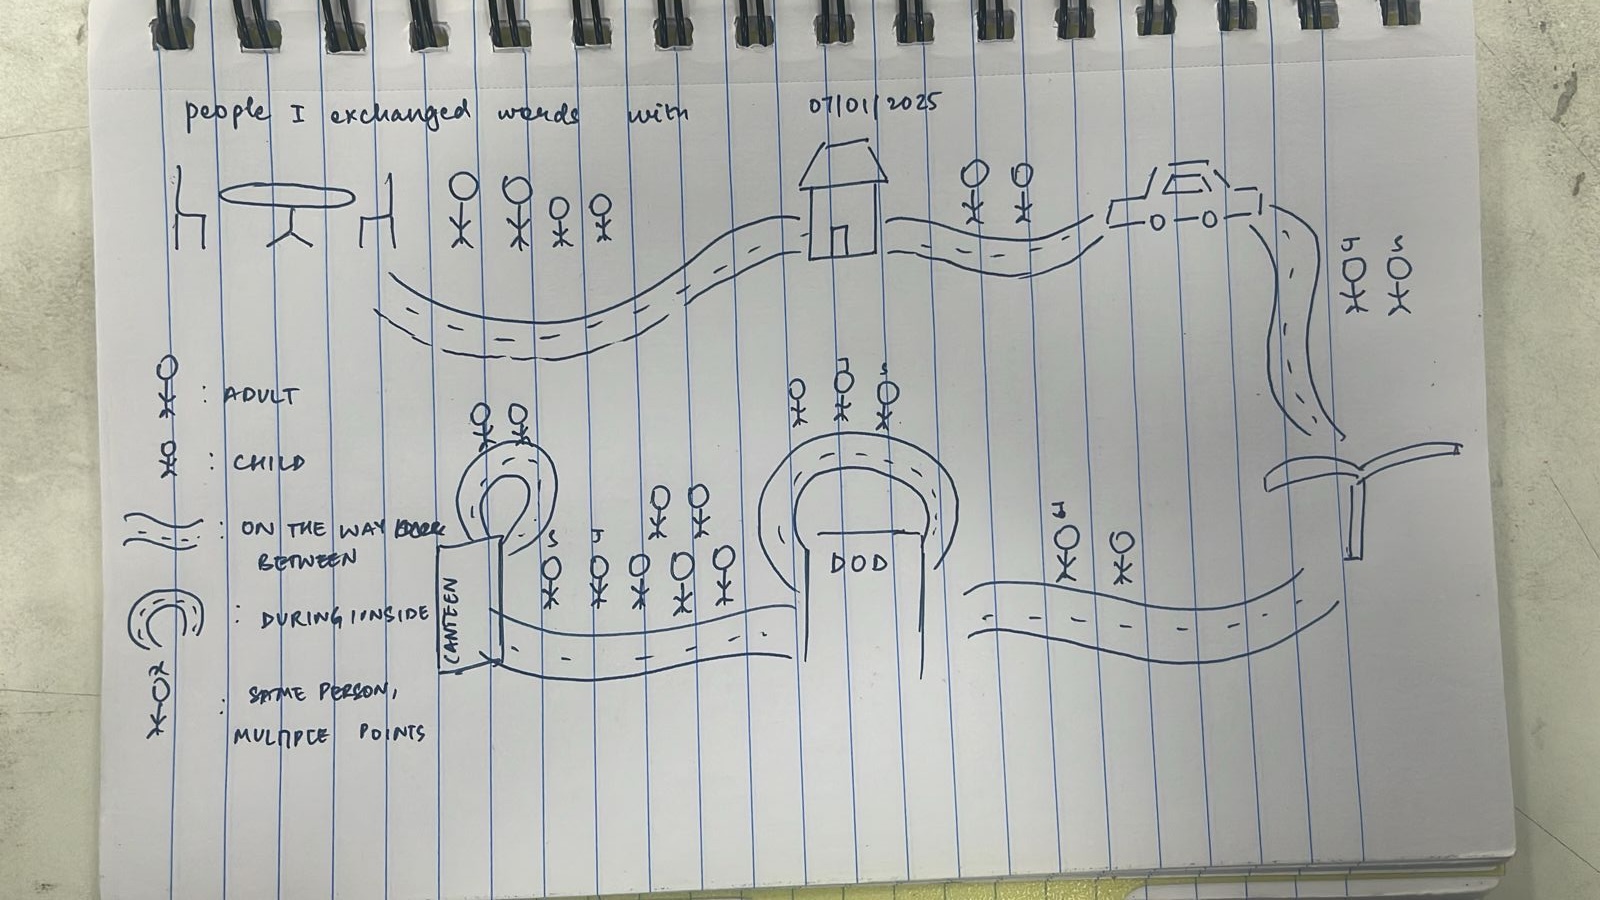 people I exchanged words with 07/01/2025
J S
: ADULT
: CHILD
: ON THE WAY
BETWEEN
: DURING/INSIDE
: SAME PERSON,
MULTIPLE POINTS
CANTEEN
S J
J S
DOD